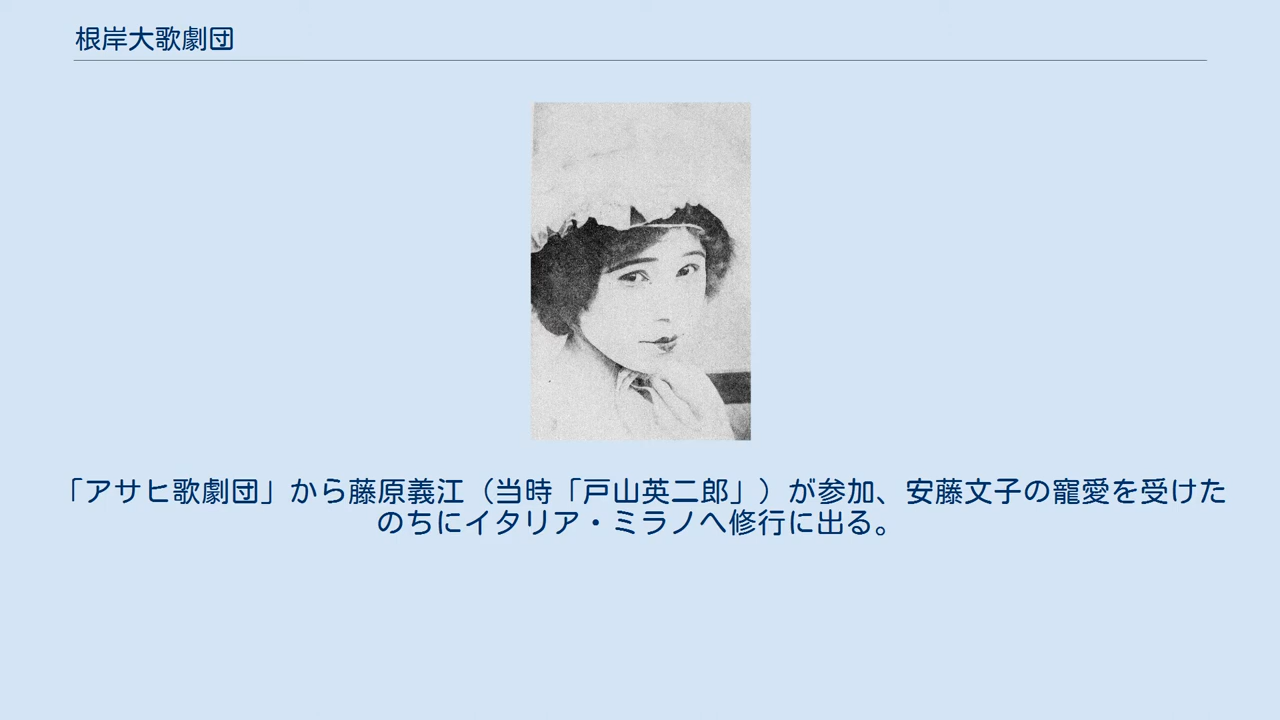 根岸大歌劇団
「アサヒ歌劇団」から藤原義江（当時「戸山英二郎」）が参加、安藤文子の寵愛を受けた
のちにイタリア・ミラノへ修行に出る。